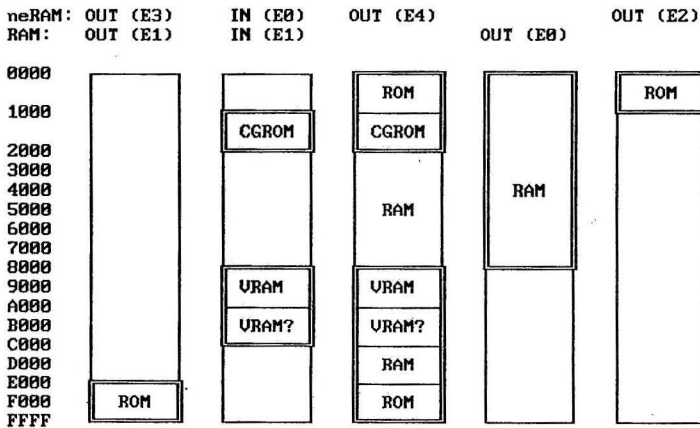 neRAM: OUT (E3) IN (E0) OUT (E4) OUT (E2)
RAM: OUT (E1) IN (E1) OUT (E0)
0000
ROM ROM
1000
CGROM CGROM
2000
3000
4000 RAM
5000 RAM
6000
7000
8000
9000 VRAM VRAM
A000
B000 VRAM? VRAM?
C000
D000 RAM
E000
F000 ROM ROM
FFFF